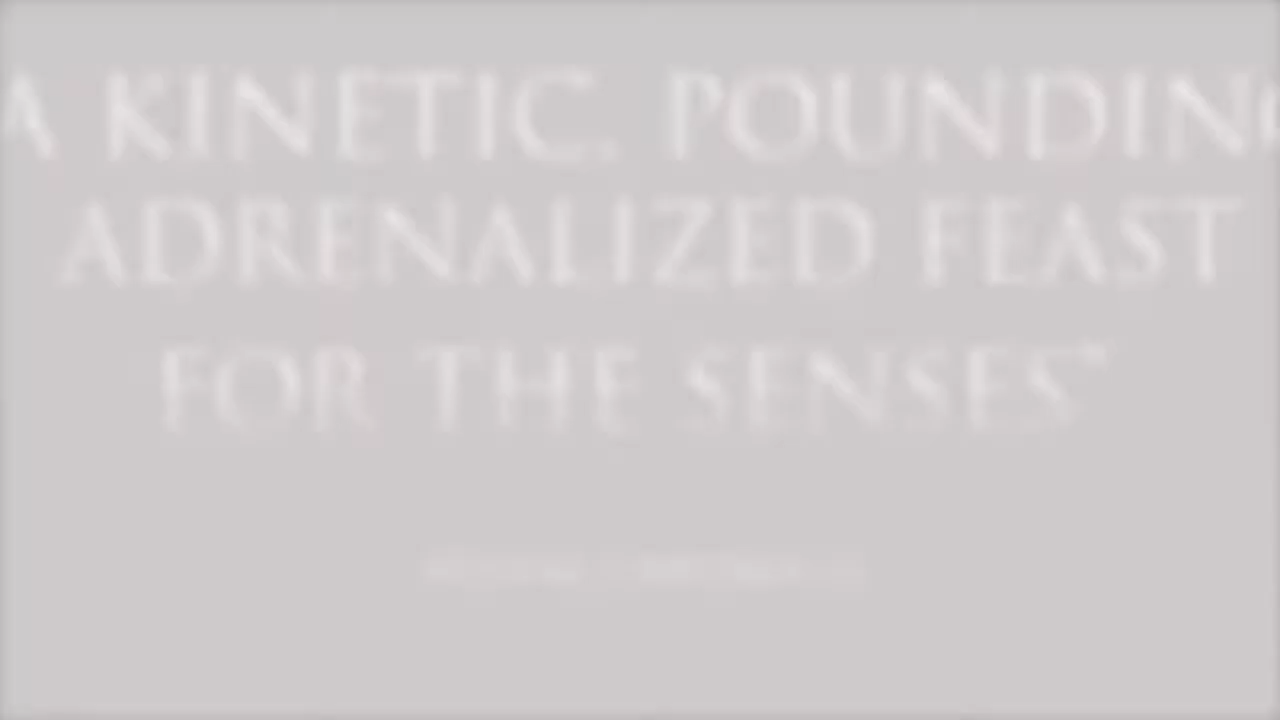 A KINETIC, POUNDING
ADRENALIZED FEAST
FOR THE SENSES"